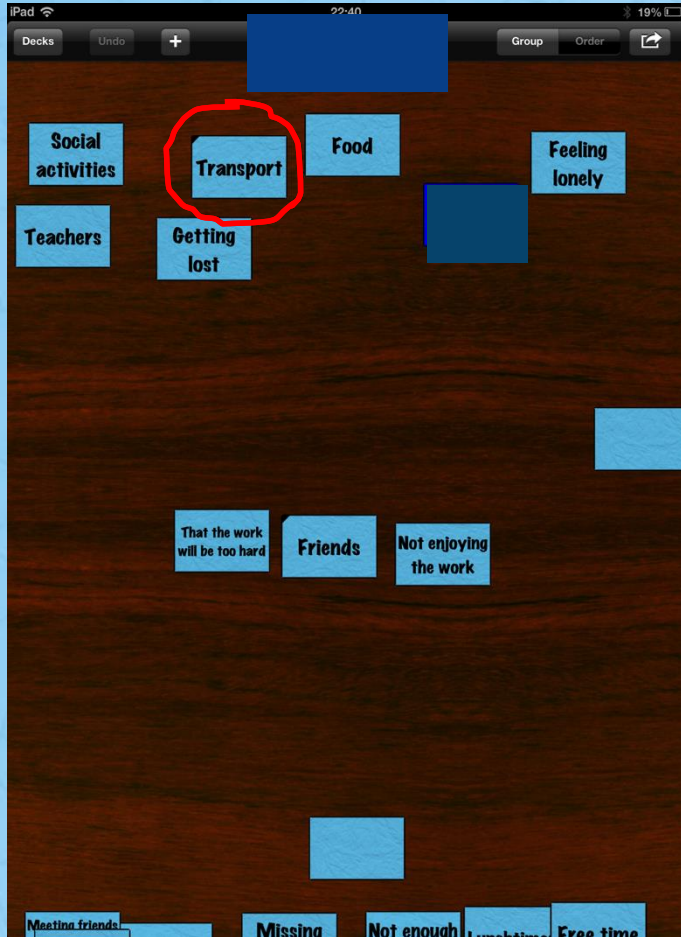 iPad
22:40
19%
Decks
Undo
+
Group
Order
Social
activities
Transport
Food
Feeling
lonely
Teachers
Getting
lost
That the work
will be too hard
Friends
Not enjoying
the work
Meeting friends
Missing
Not enough
Lunchtime
Free time